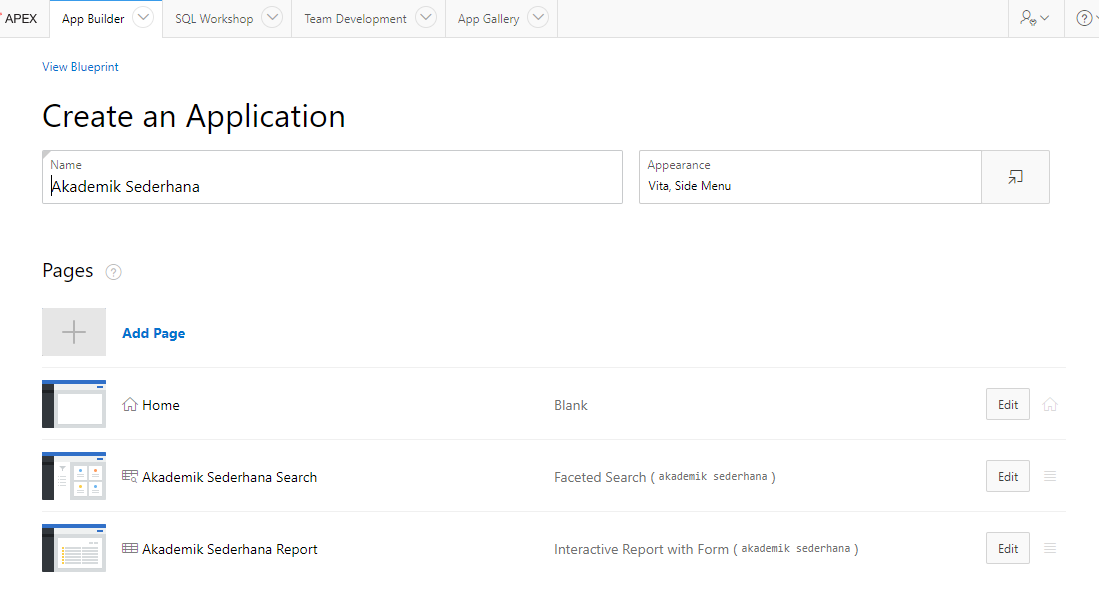 APEX App Builder SQL Workshop Team Development App Gallery
View Blueprint
Create an Application
Name
Akademik Sederhana
Appearance
Vita, Side Menu
Pages ?
Add Page
Home Blank Edit
Akademik Sederhana Search Faceted Search ( akademik sederhana ) Edit
Akademik Sederhana Report Interactive Report with Form ( akademik sederhana ) Edit